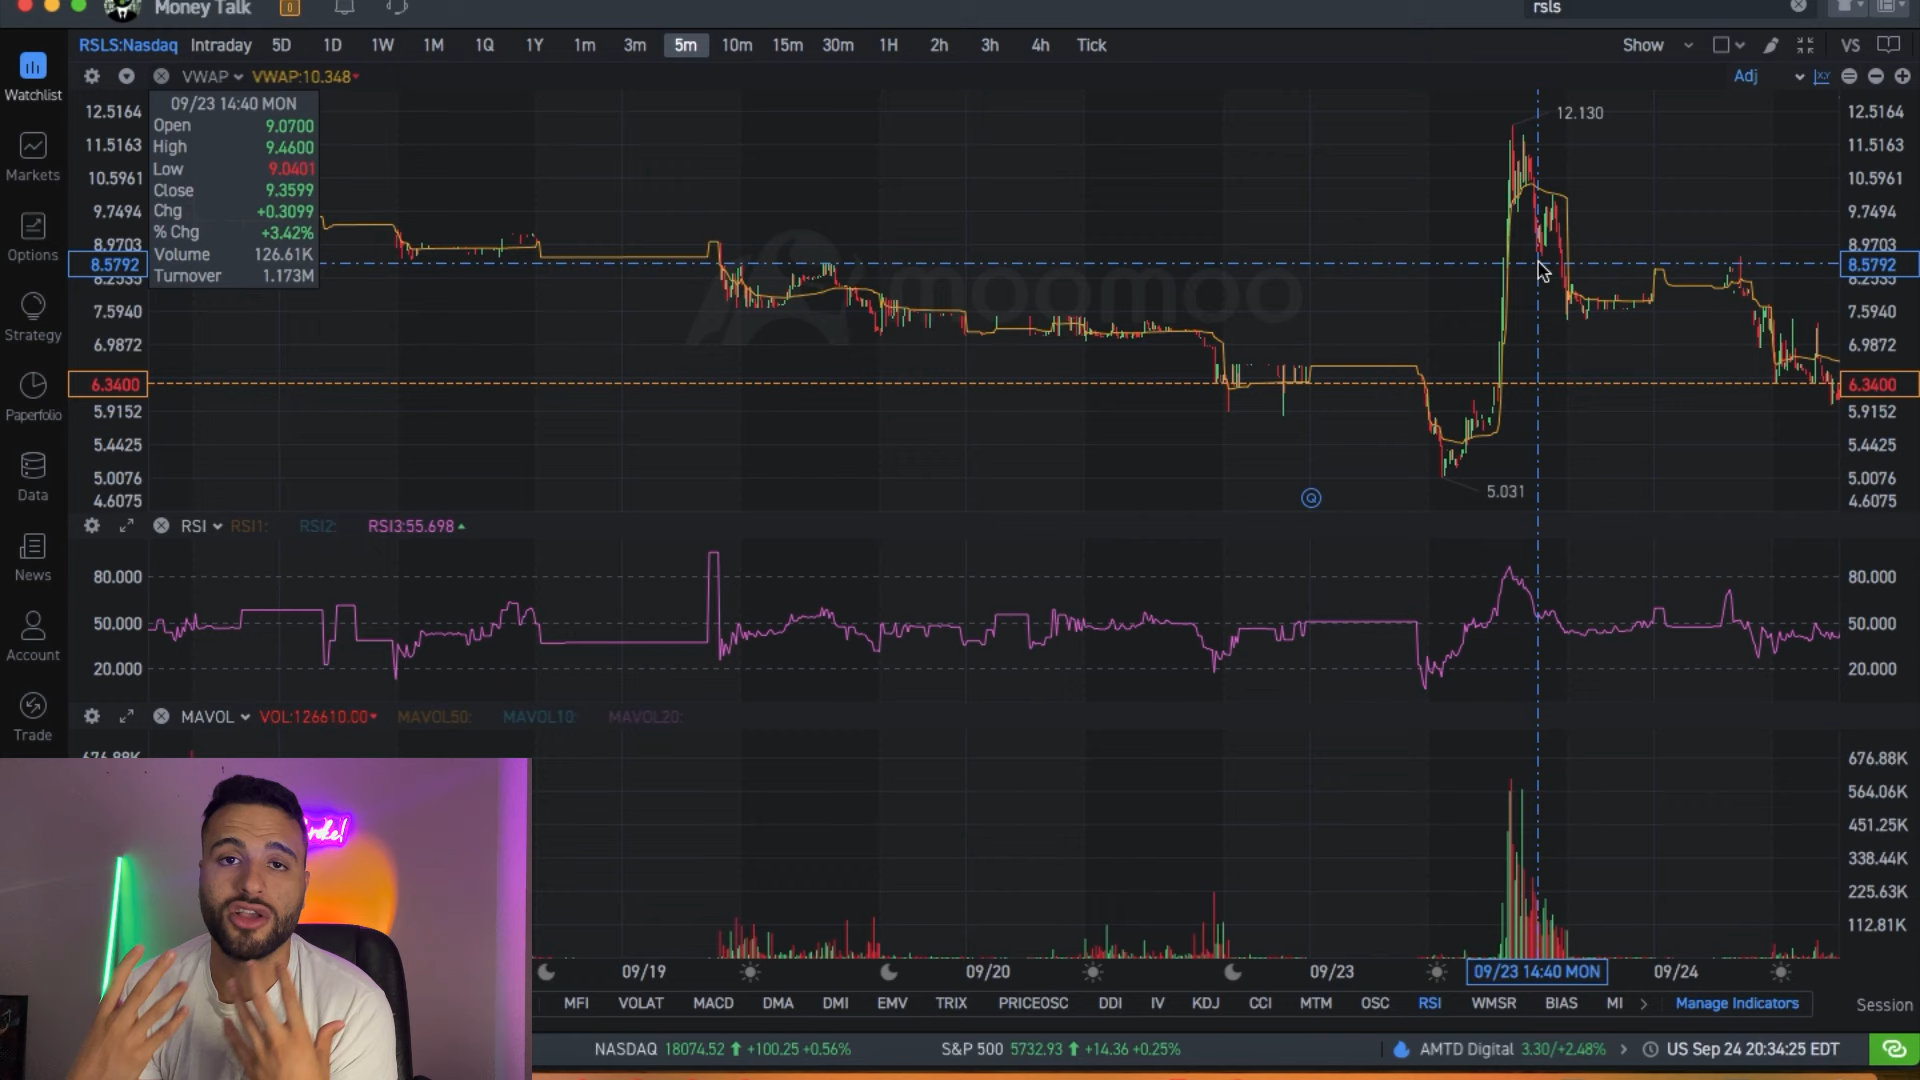 Money Talk
rsls
RSLS:Nasdaq Intraday 5D 1D 1W 1M 1Q 1Y 1m 3m 5m 10m 15m 30m 1H 2h 3h 4h Tick Show VS
VWAP VWAP:10.348 Adj
09/23 14:40 MON
Open 9.0700
High 9.4600
Low 9.0401
Close 9.3599
Chg +0.3099
% Chg +3.42%
Volume 126.61K
Turnover 1.173M
12.5164
11.5163
10.5961
9.7494
8.9703
8.5792
7.5940
6.9872
6.3400
5.9152
5.4425
5.0076
4.6075
12.130
moomoo
5.031
12.5164
11.5163
10.5961
9.7494
8.9703
8.5792
7.5940
6.9872
6.3400
5.9152
5.4425
5.0076
4.6075
Watchlist
Markets
Options
Strategy
Paperfolio
Data
News
Account
Trade
RSI RSI1: RSI2: RSI3:55.698
80.000 80.000
50.000 50.000
20.000 20.000
MAVOL VOL:126610.00 MAVOL50: MAVOL10: MAVOL20:
676.88K
564.06K
451.25K
338.44K
225.63K
112.81K
09/19 09/20 09/23 09/23 14:40 MON 09/24
MFI VOLAT MACD DMA DMI EMV TRIX PRICEOSC DDI IV KDJ CCI MTM OSC RSI WMSR BIAS MI Manage Indicators Session
NASDAQ 18074.52 +100.25 +0.56% S&P 500 5732.93 +14.36 +0.25% AMTD Digital 3.30/+2.48% US Sep 24 20:34:25 EDT